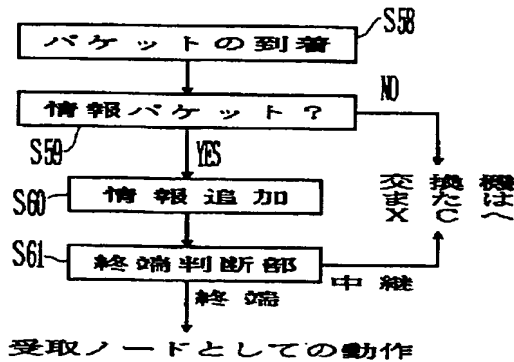 S58
パケットの到着
NO
情報パケット?
S59
YES
S60
情報追加
交換機
またはXCへ
S61
終端判断部
中継
終端
受取ノードとしての動作